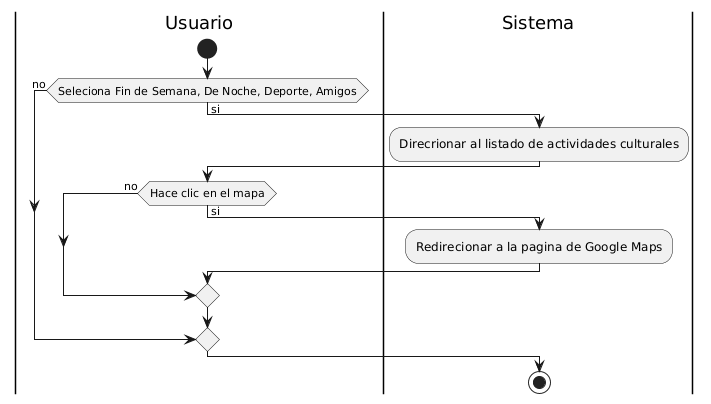 Usuario
Sistema
no
Seleciona Fin de Semana, De Noche, Deporte, Amigos
si
Direcrionar al listado de actividades culturales
no
Hace clic en el mapa
si
Redirecionar a la pagina de Google Maps